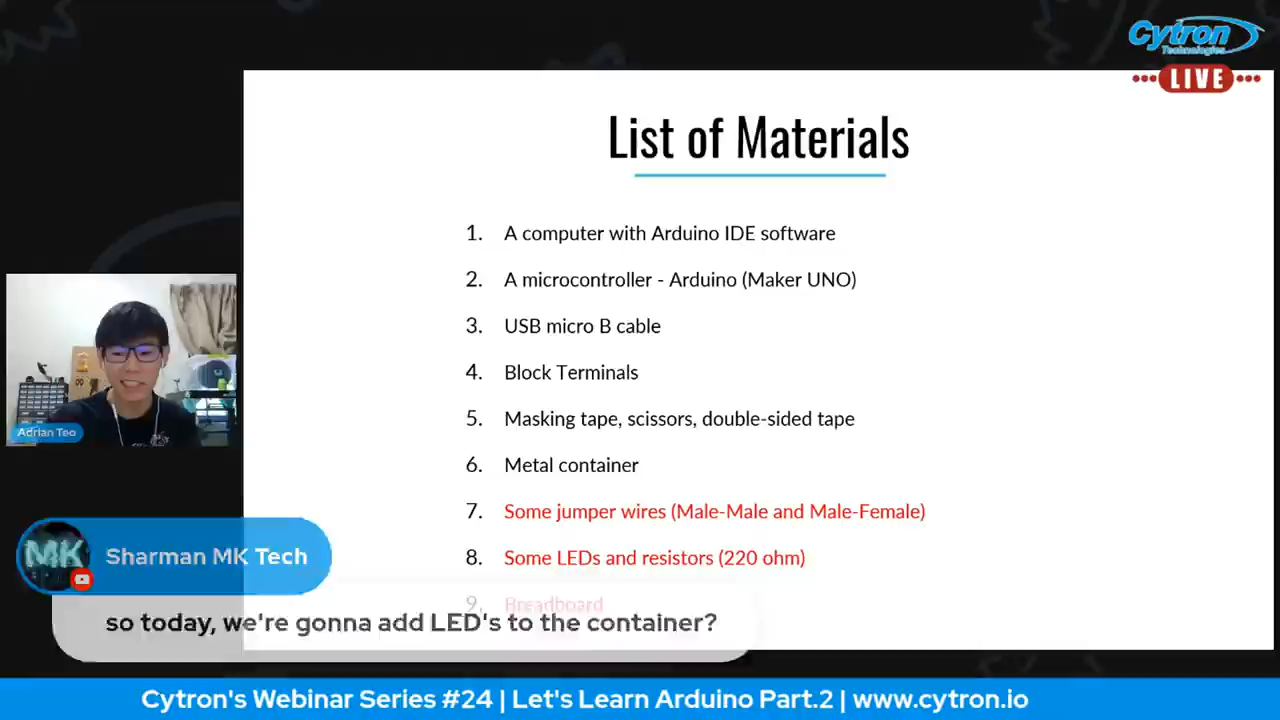 Cytron
Technologies
LIVE
List of Materials
1. A computer with Arduino IDE software
2. A microcontroller - Arduino (Maker UNO)
3. USB micro B cable
4. Block Terminals
5. Masking tape, scissors, double-sided tape
6. Metal container
7. Some jumper wires (Male-Male and Male-Female)
8. Some LEDs and resistors (220 ohm)
9. Breadboard
Adrian Teo
MK
Sharman MK Tech
so today, we're gonna add LED's to the container?
Cytron's Webinar Series #24 | Let's Learn Arduino Part.2 | www.cytron.io